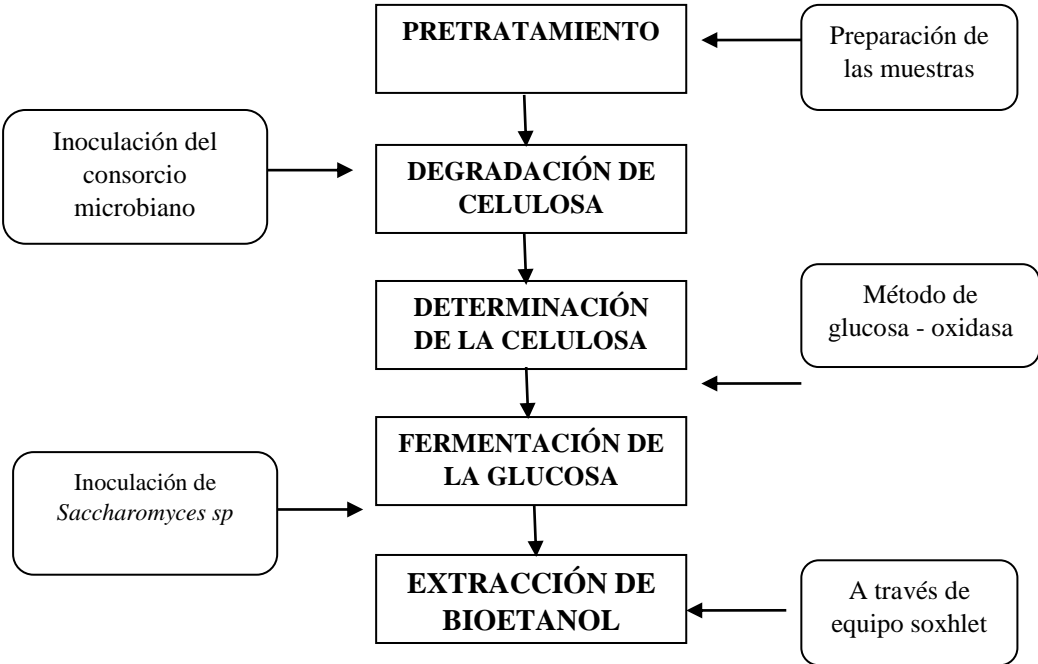 PRETRATAMIENTO
Preparación de
las muestras
Inoculación del
consorcio
microbiano
DEGRADACIÓN DE
CELULOSA
DETERMINACIÓN
DE LA CELULOSA
Método de
glucosa - oxidasa
FERMENTACIÓN DE
LA GLUCOSA
Inoculación de
Saccharomyces sp
EXTRACCIÓN DE
BIOETANOL
A través de
equipo soxhlet